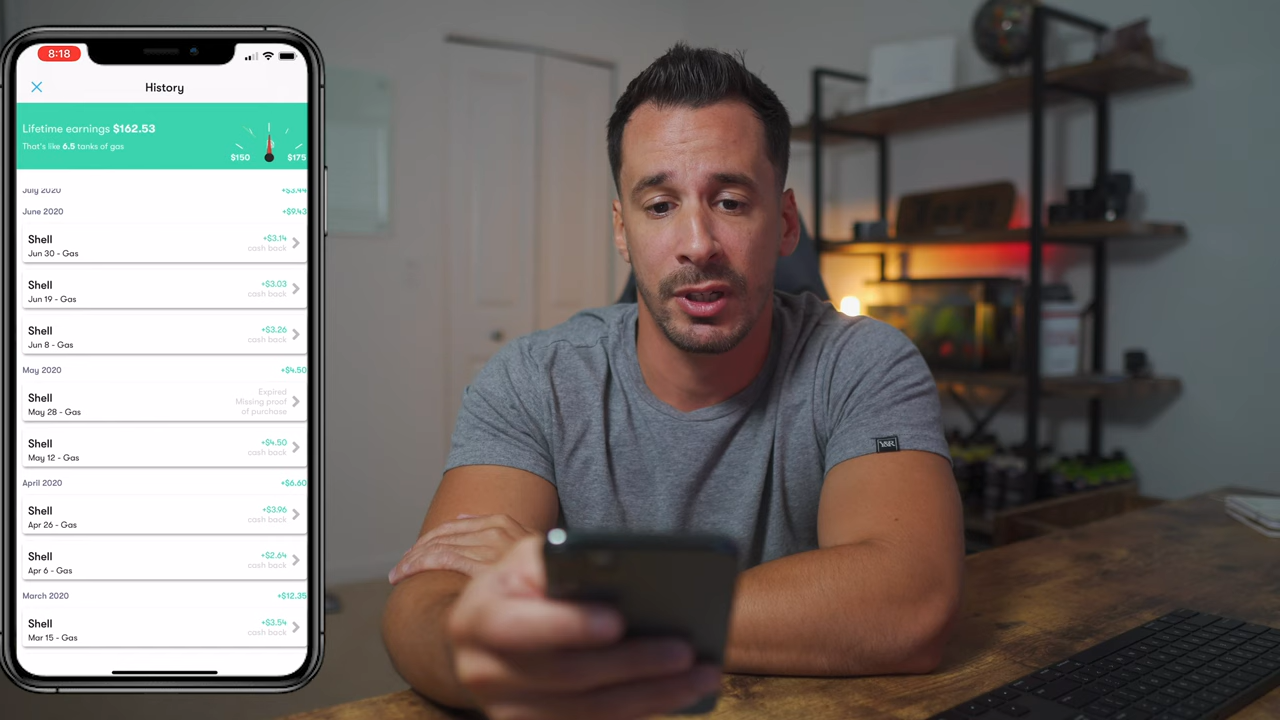 8:18
History
Lifetime earnings $162.53
That's like 6.5 tanks of gas
$150 $175
July 2020 +$3.44
June 2020 +$9.43
Shell +$3.14
cash back
Jun 30 - Gas
Shell +$3.03
cash back
Jun 19 - Gas
Shell +$3.26
cash back
Jun 8 - Gas
May 2020 +$4.50
Expired
Shell Missing proof
May 28 - Gas of purchase
Shell +$4.50
cash back
May 12 - Gas
April 2020 +$6.60
Shell +$3.96
cash back
Apr 26 - Gas
Shell +$2.64
cash back
Apr 6 - Gas
March 2020 +$12.35
Shell +$3.54
cash back
Mar 15 - Gas